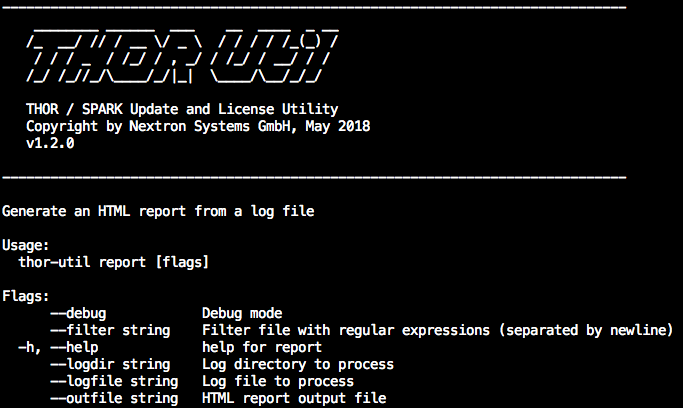 THOR Util
THOR / SPARK Update and License Utility
Copyright by Nextron Systems GmbH, May 2018
v1.2.0
Generate an HTML report from a log file
Usage:
thor-util report [flags]
Flags:
--debug Debug mode
--filter string Filter file with regular expressions (separated by newline)
-h, --help help for report
--logdir string Log directory to process
--logfile string Log file to process
--outfile string HTML report output file